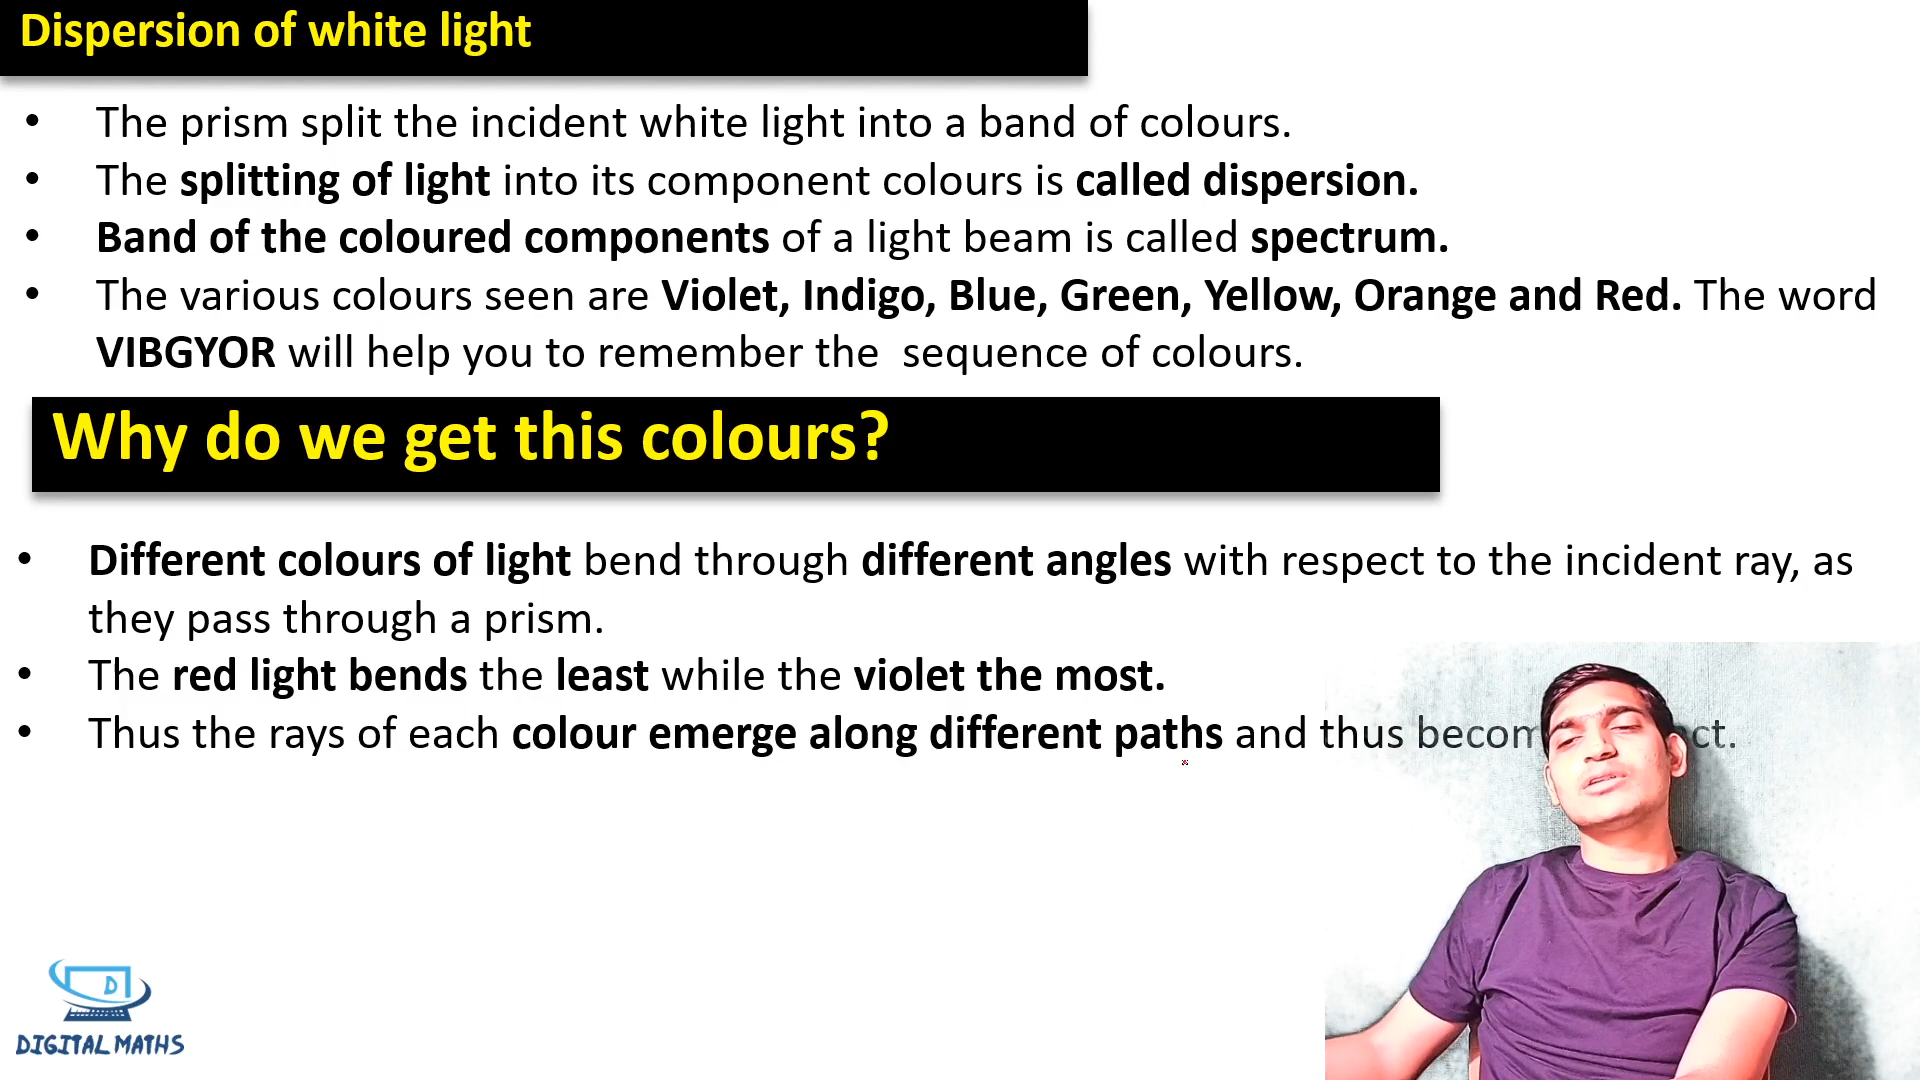 Dispersion of white light
• The prism split the incident white light into a band of colours.
• The splitting of light into its component colours is called dispersion.
• Band of the coloured components of a light beam is called spectrum.
• The various colours seen are Violet, Indigo, Blue, Green, Yellow, Orange and Red. The word
VIBGYOR will help you to remember the sequence of colours.
Why do we get this colours?
• Different colours of light bend through different angles with respect to the incident ray, as
they pass through a prism.
• The red light bends the least while the violet the most.
• Thus the rays of each colour emerge along different paths and thus
D
DIGITAL MATHS